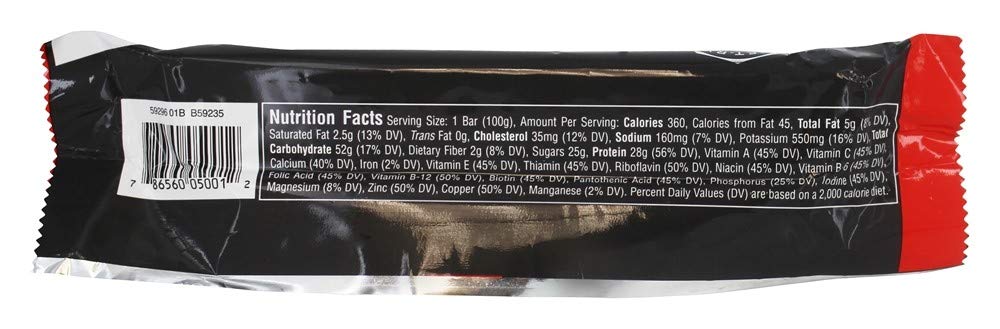 59296 01B B59235
7 86560 05001 2
Nutrition Facts Serving Size: 1 Bar (100g), Amount Per Serving: Calories 360, Calories from Fat 45, Total Fat 5g (8% DV),
Saturated Fat 2.5g (13% DV), Trans Fat 0g, Cholesterol 35mg (12% DV), Sodium 160mg (7% DV), Potassium 550mg (16% DV), Total
Carbohydrate 52g (17% DV), Dietary Fiber 2g (8% DV), Sugars 25g, Protein 28g (56% DV), Vitamin A (45% DV), Vitamin C (45% DV),
Calcium (40% DV), Iron (2% DV), Vitamin E (45% DV), Thiamin (45% DV), Riboflavin (50% DV), Niacin (45% DV), Vitamin B6 (45% DV),
Folic Acid (45% DV), Vitamin B-12 (50% DV), Biotin (45% DV), Pantothenic Acid (45% DV), Phosphorus (25% DV), Iodine (45% DV),
Magnesium (8% DV), Zinc (50% DV), Copper (50% DV), Manganese (2% DV). Percent Daily Values (DV) are based on a 2,000 calorie diet.